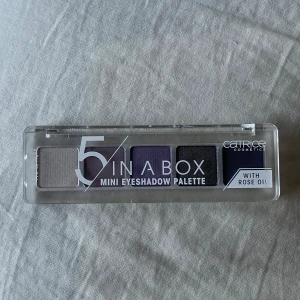 5 IN A BOX
MINI EYESHADOW PALETTE
CATRICE
COSMETICS
WITH
ROSE OIL